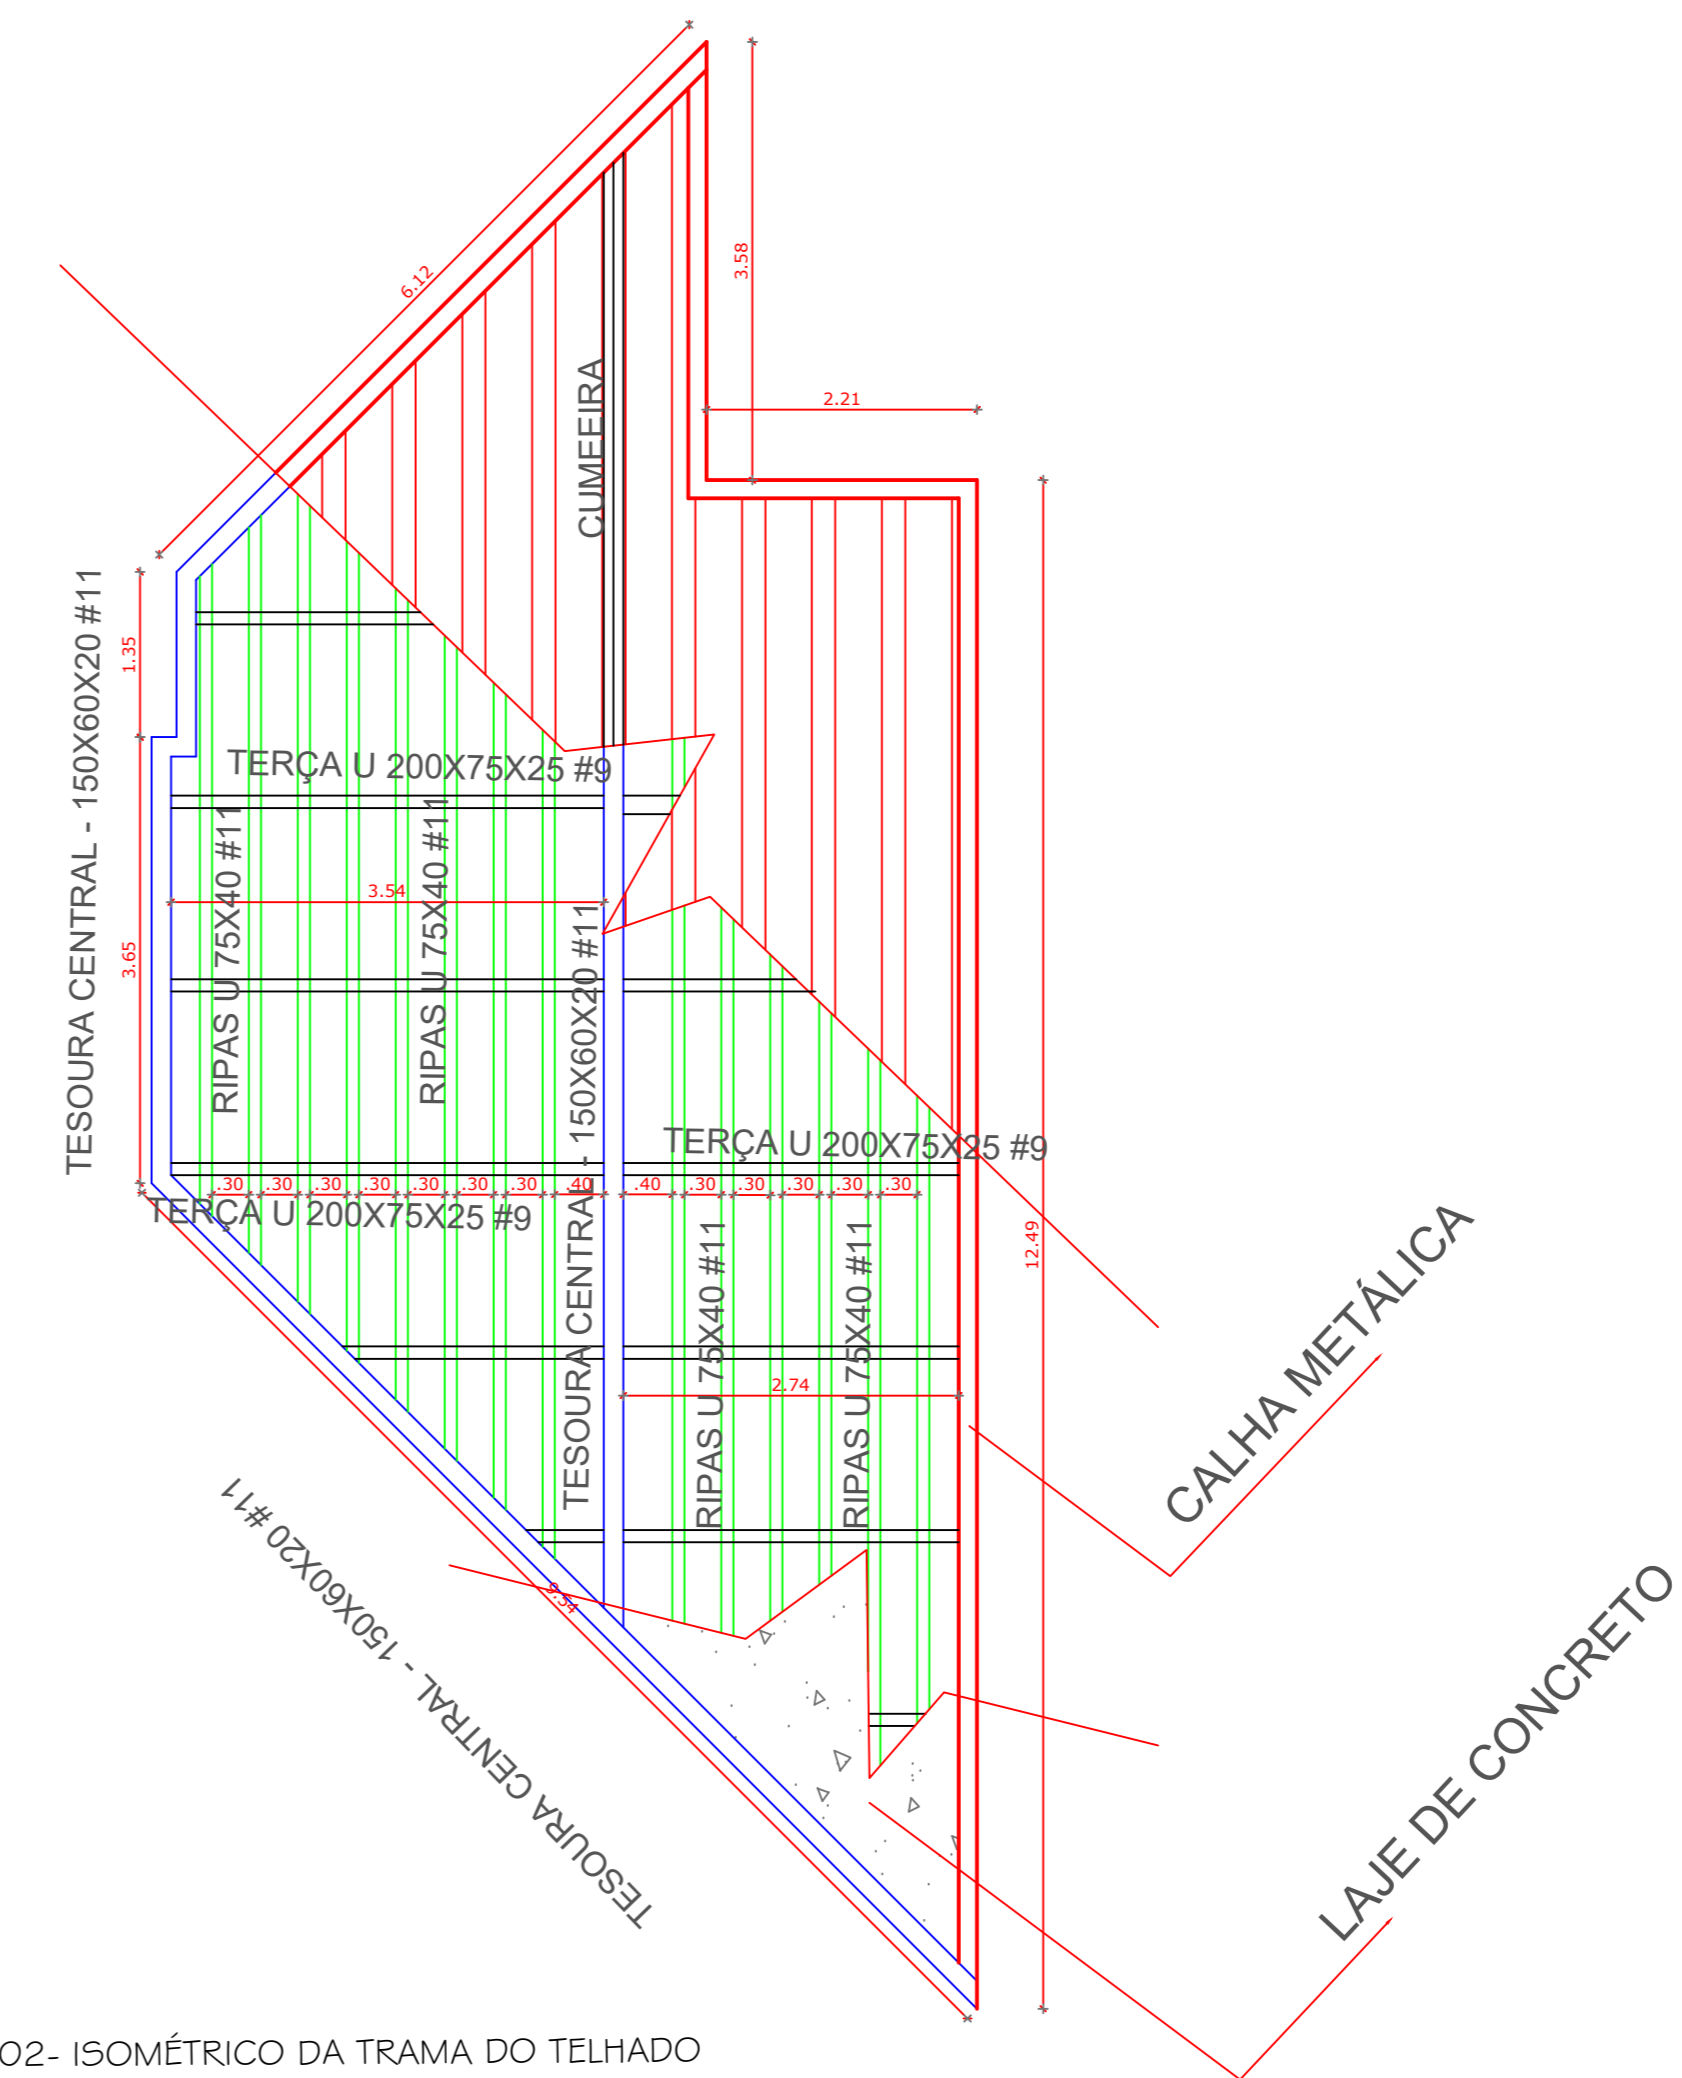 6.12
3.58
2.21
CUMEEIRA
TESOURA CENTRAL - 150X60X20 #11
1.35
TERÇA U 200X75X25 #9
RIPAS U 75X40 #11
RIPAS U 75X40 #11
3.54
3.65
TESOURA CENTRAL - 150X60X20 #11
TERÇA U 200X75X25 #9
.30 .30 .30 .30 .30 .30 .30 .40 .40 .30 .30 .30 .30 .30
TERÇA U 200X75X25 #9
12.49
RIPAS U 75X40 #11
RIPAS U 75X40 #11
2.74
CALHA METÁLICA
TESOURA CENTRAL - 150X60X20 #11
9.54
LAJE DE CONCRETO
02- ISOMÉTRICO DA TRAMA DO TELHADO